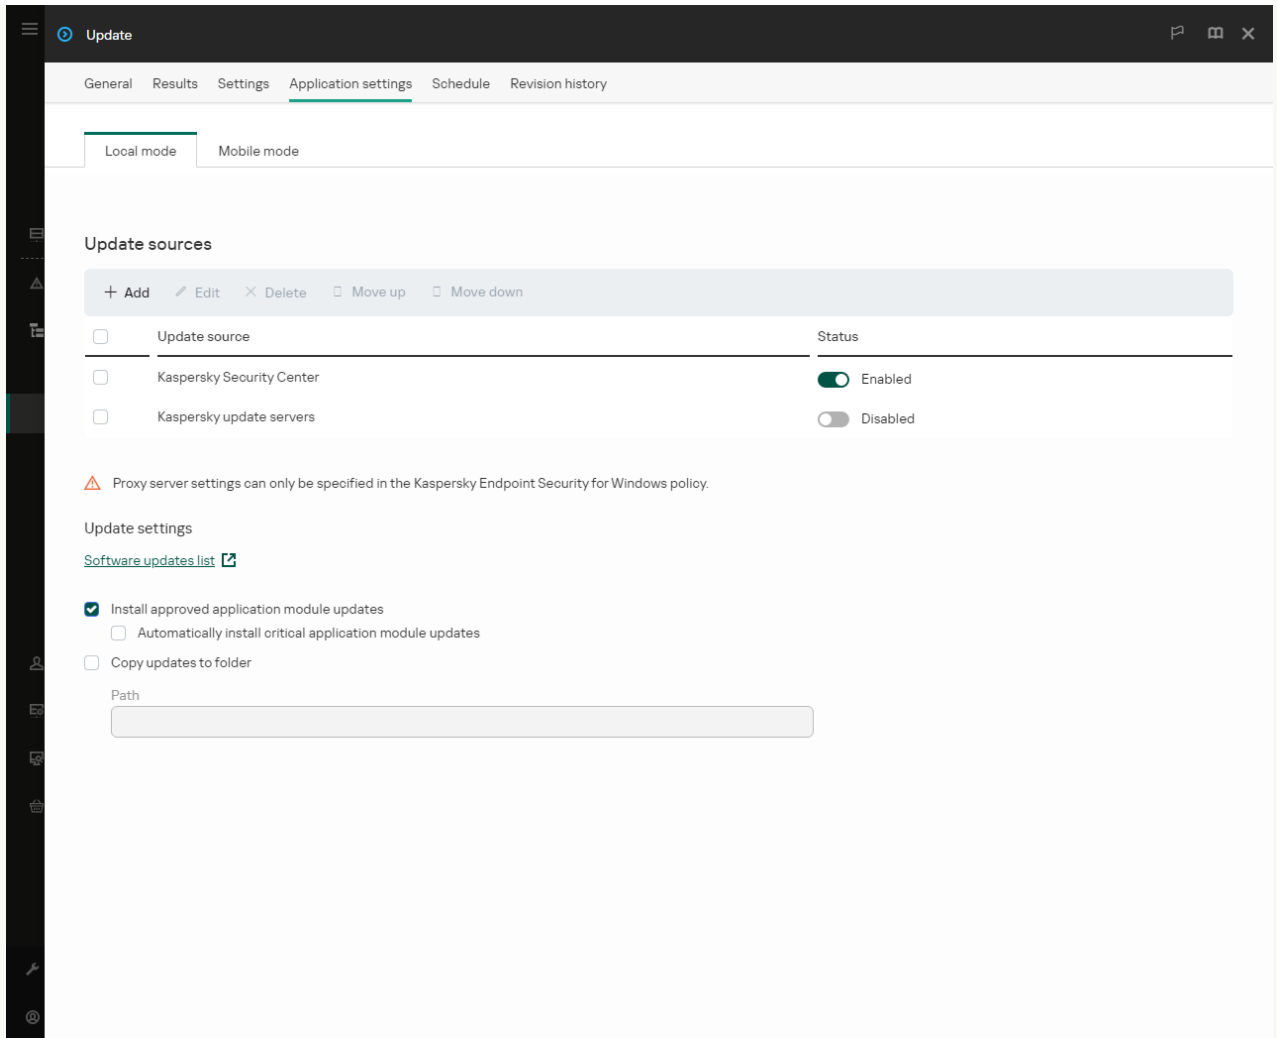 Update
General Results Settings Application settings Schedule Revision history
Local mode Mobile mode
Update sources
Add Edit Delete Move up Move down
Update source Status
Kaspersky Security Center Enabled
Kaspersky update servers Disabled
Proxy server settings can only be specified in the Kaspersky Endpoint Security for Windows policy.
Update settings
Software updates list
Install approved application module updates
Automatically install critical application module updates
Copy updates to folder
Path